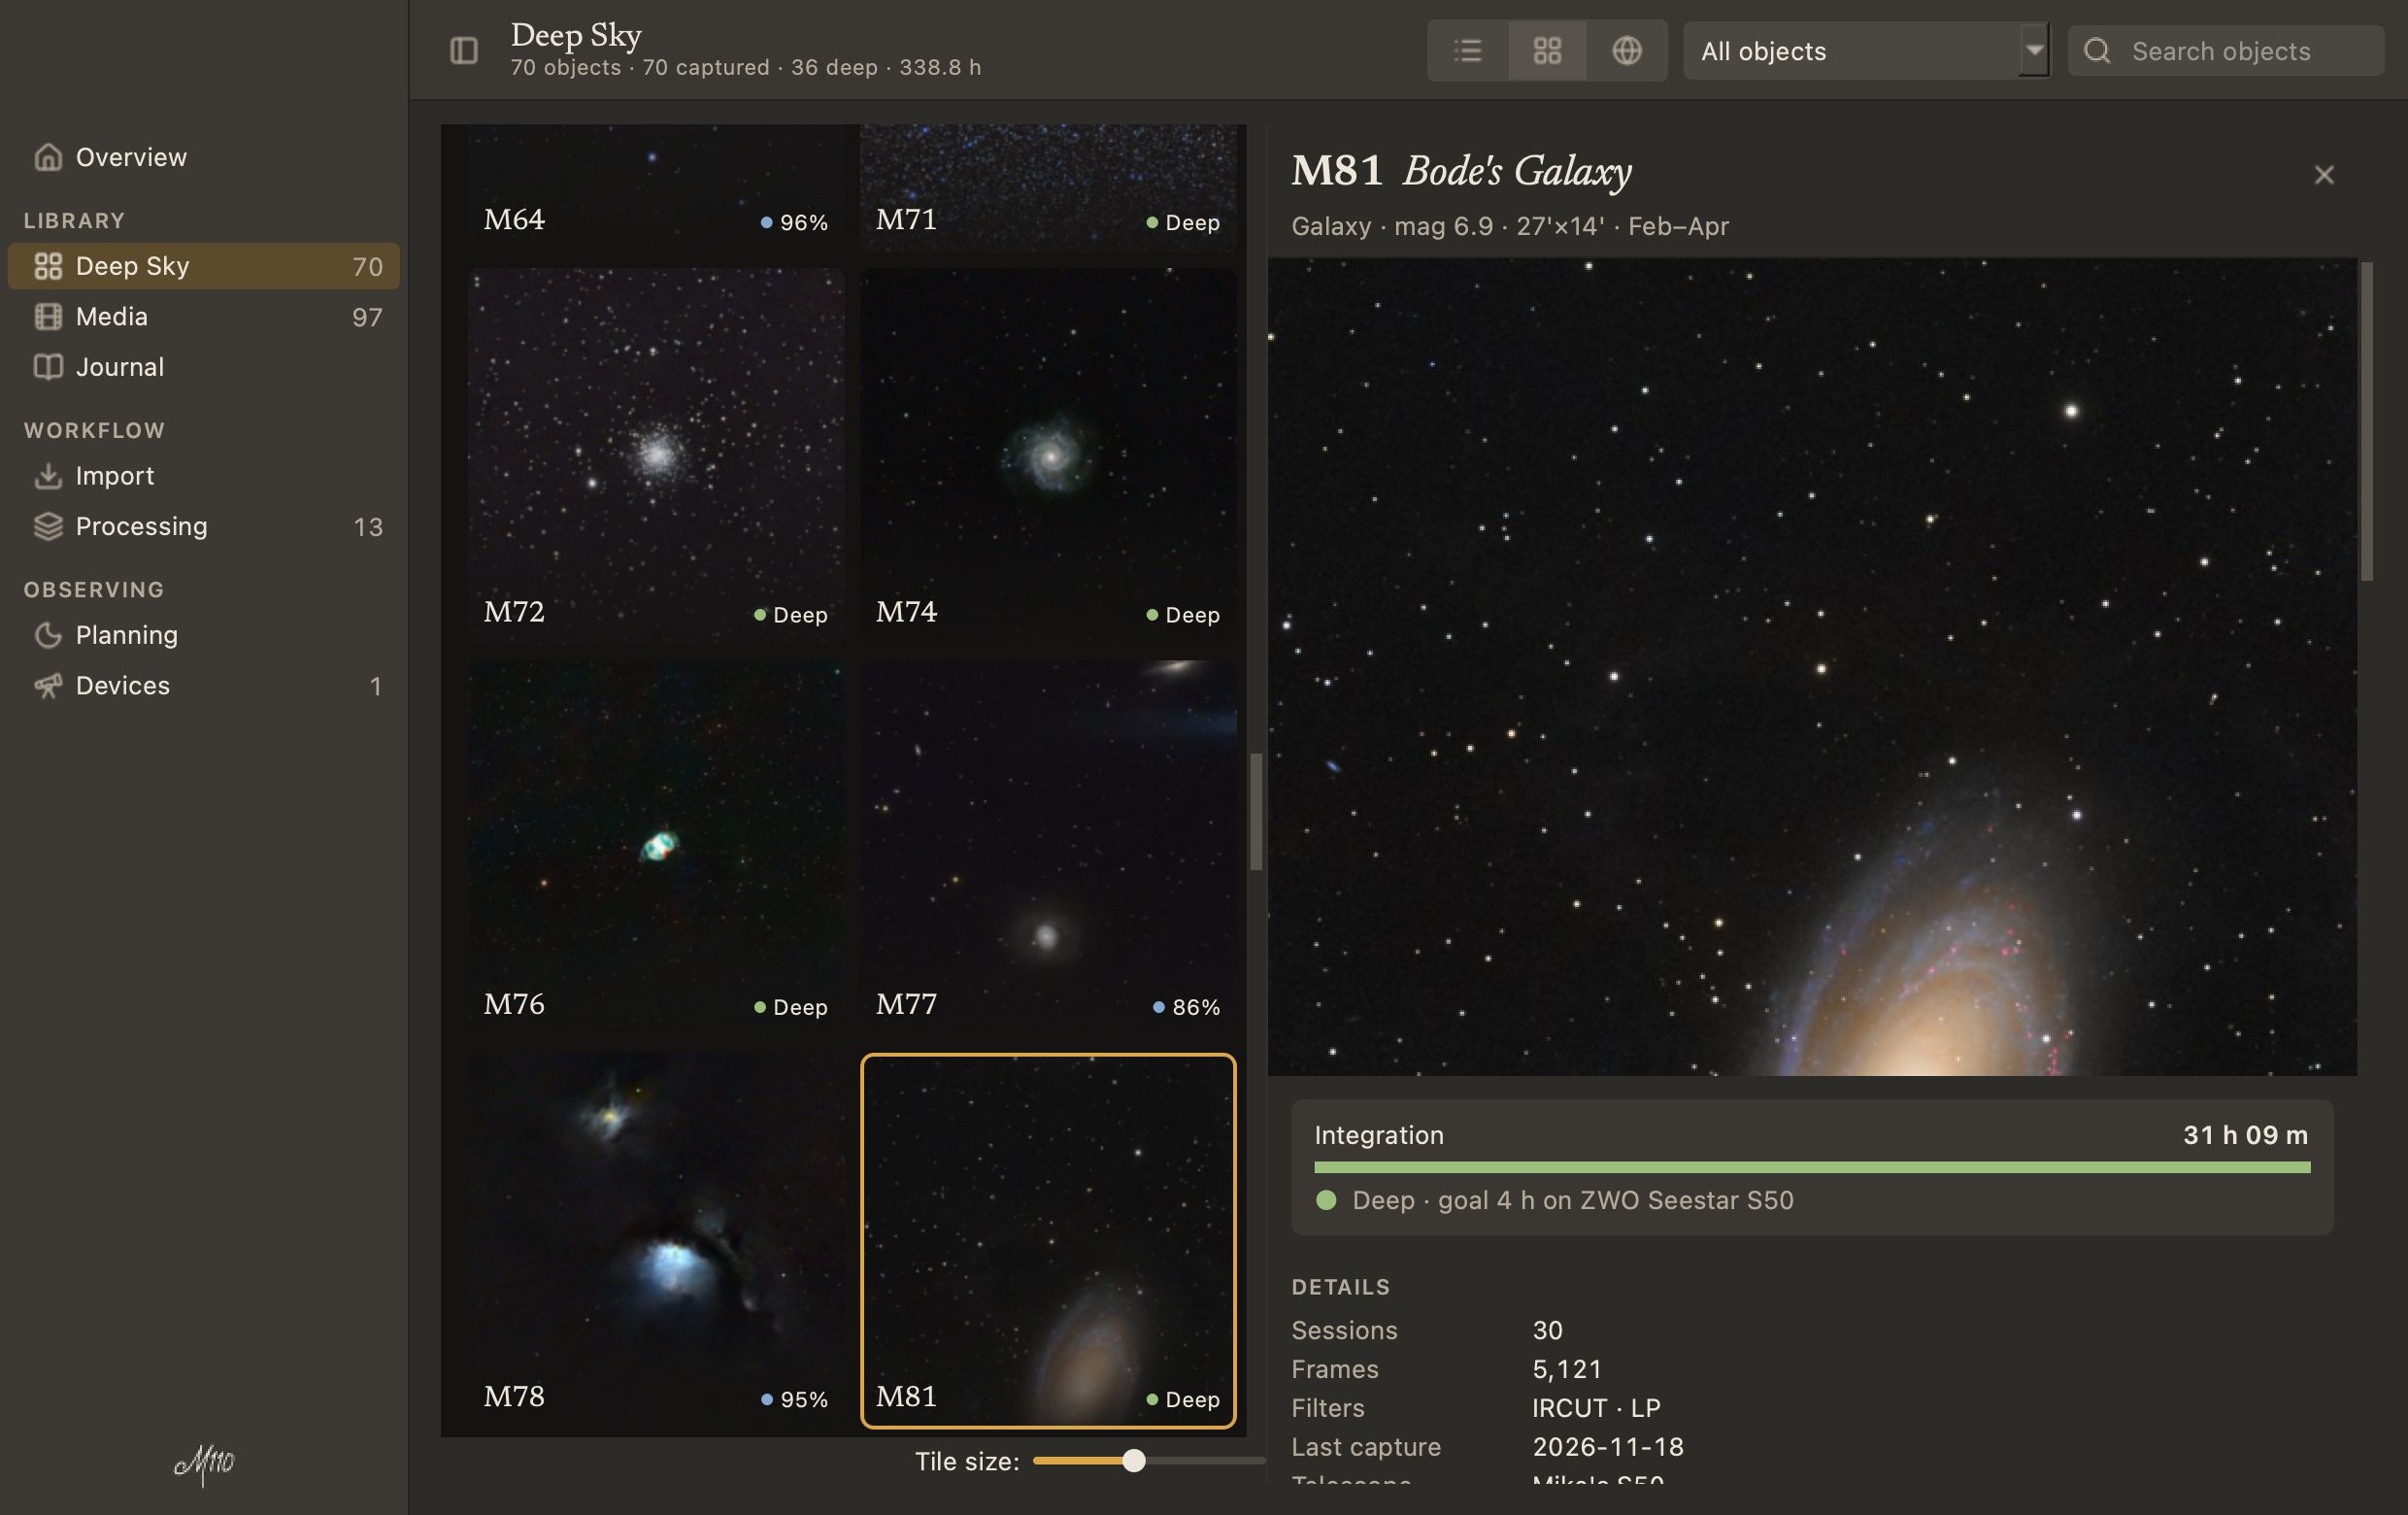 Deep Sky
70 objects · 70 captured · 36 deep · 338.8 h
All objects
Search objects
Overview
LIBRARY
Deep Sky 70
Media 97
Journal
WORKFLOW
Import
Processing 13
OBSERVING
Planning
Devices 1
M110
M64 96%
M71 Deep
M72 Deep
M74 Deep
M76 Deep
M77 86%
M78 95%
M81 Deep
Tile size:
M81 Bode's Galaxy
Galaxy · mag 6.9 · 27'×14' · Feb–Apr
Integration 31 h 09 m
Deep · goal 4 h on ZWO Seestar S50
DETAILS
Sessions 30
Frames 5,121
Filters IRCUT · LP
Last capture 2026-11-18
Telescope Mike's S50